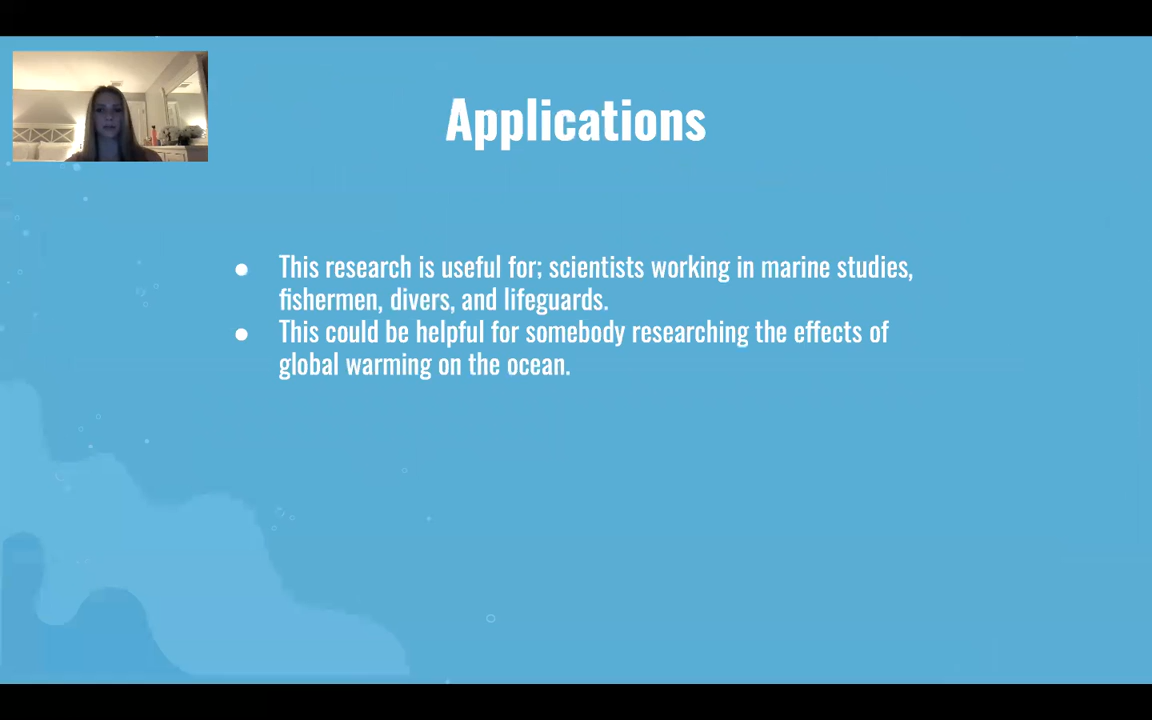 Applications
● This research is useful for; scientists working in marine studies,
fishermen, divers, and lifeguards.
● This could be helpful for somebody researching the effects of
global warming on the ocean.